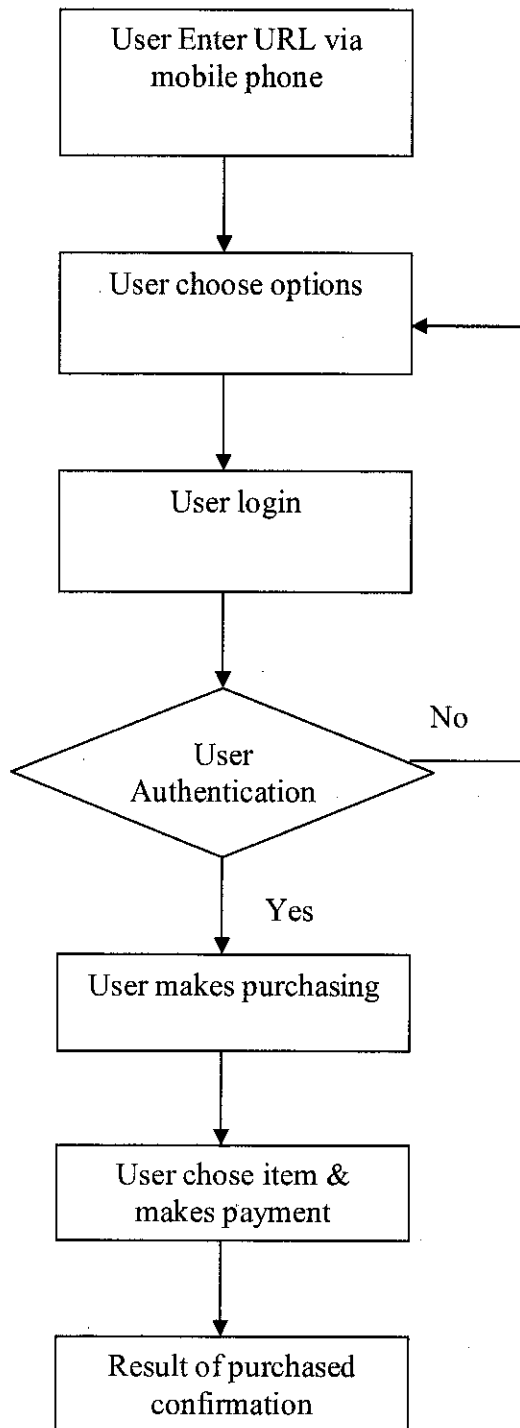 User Enter URL via
mobile phone
User choose options
User login
No
User
Authentication
Yes
User makes purchasing
User chose item &
makes payment
Result of purchased
confirmation